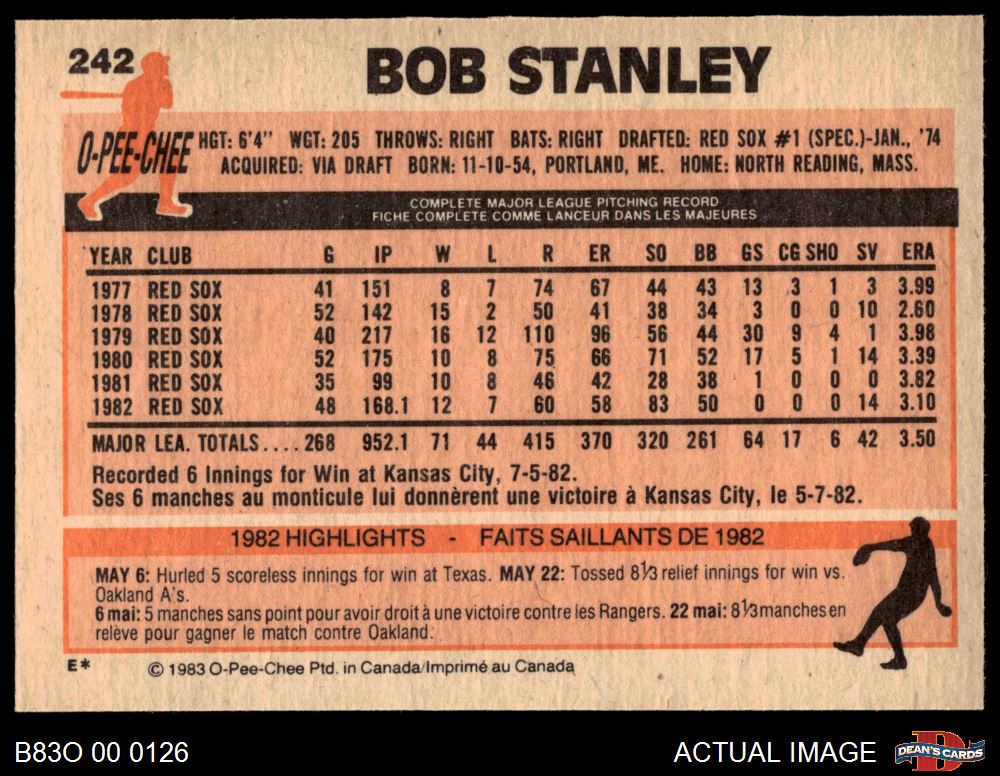 242
BOB STANLEY
O-PEE-CHEE
HGT: 6'4" WGT: 205 THROWS: RIGHT BATS: RIGHT DRAFTED: RED SOX #1 (SPEC.)-JAN., '74
ACQUIRED: VIA DRAFT BORN: 11-10-54, PORTLAND, ME. HOME: NORTH READING, MASS.
COMPLETE MAJOR LEAGUE PITCHING RECORD
FICHE COMPLETE COMME LANCEUR DANS LES MAJEURES
YEAR CLUB G IP W L R ER SO BB GS CG SHO SV ERA
1977 RED SOX 41 151 8 7 74 67 44 43 13 3 1 3 3.99
1978 RED SOX 52 142 15 2 50 41 38 34 3 0 0 10 2.60
1979 RED SOX 40 217 16 12 110 96 56 44 30 9 4 1 3.98
1980 RED SOX 52 175 10 8 75 66 71 52 17 5 1 14 3.39
1981 RED SOX 35 99 10 8 46 42 28 38 1 0 0 0 3.82
1982 RED SOX 48 168.1 12 7 60 58 83 50 0 0 0 14 3.10
MAJOR LEA. TOTALS.... 268 952.1 71 44 415 370 320 261 64 17 6 42 3.50
Recorded 6 Innings for Win at Kansas City, 7-5-82.
Ses 6 manches au monticule lui donnèrent une victoire à Kansas City, le 5-7-82.
1982 HIGHLIGHTS - FAITS SAILLANTS DE 1982
MAY 6: Hurled 5 scoreless innings for win at Texas. MAY 22: Tossed 8⅓ relief innings for win vs.
Oakland A's.
6 mai: 5 manches sans point pour avoir droit à une victoire contre les Rangers. 22 mai: 8⅓ manches en
relève pour gagner le match contre Oakland.
E* © 1983 O-Pee-Chee Ptd. in Canada/Imprimé au Canada
B83O 00 0126 ACTUAL IMAGE DEAN'S CARDS